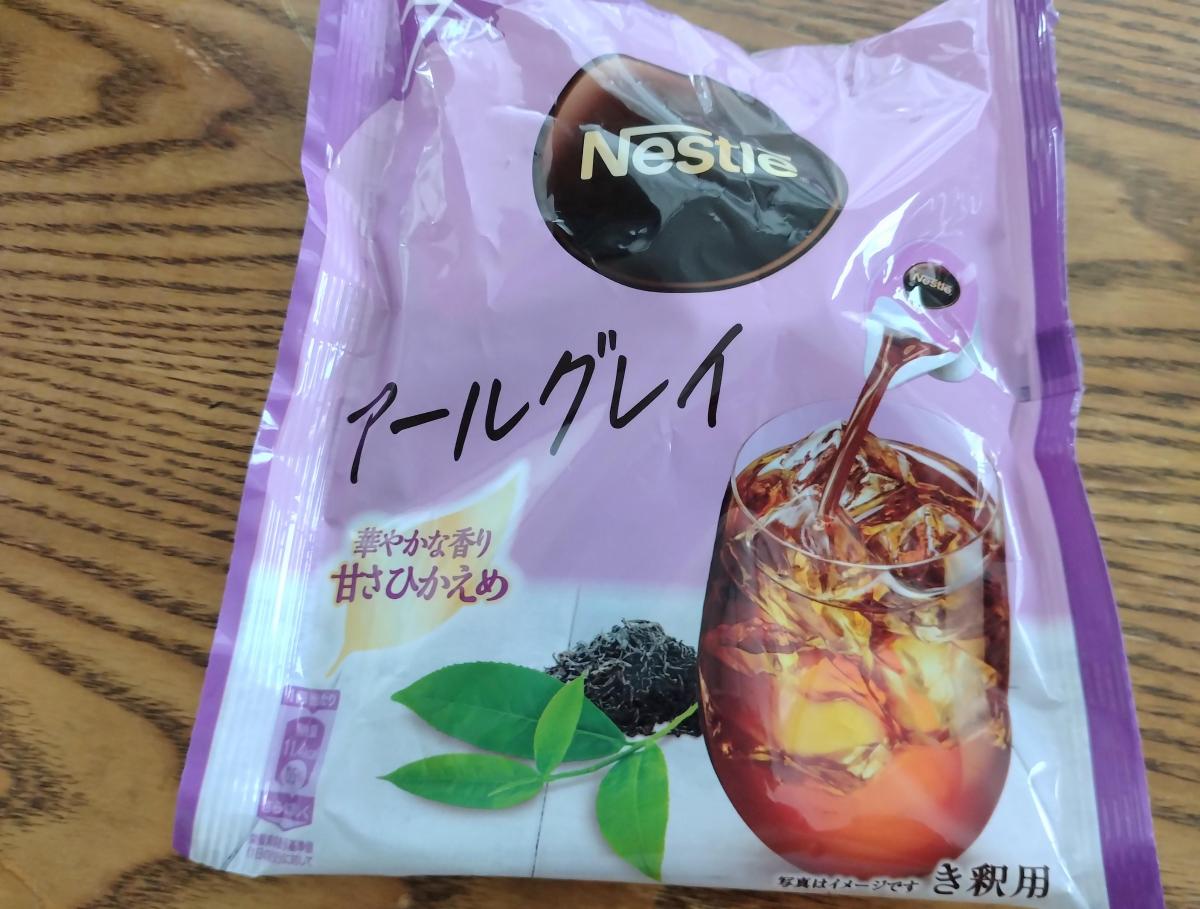 Nestlé
Nestlé
アールグレイ
華やかな香り
甘さひかえめ
写真はイメージです
き釈用